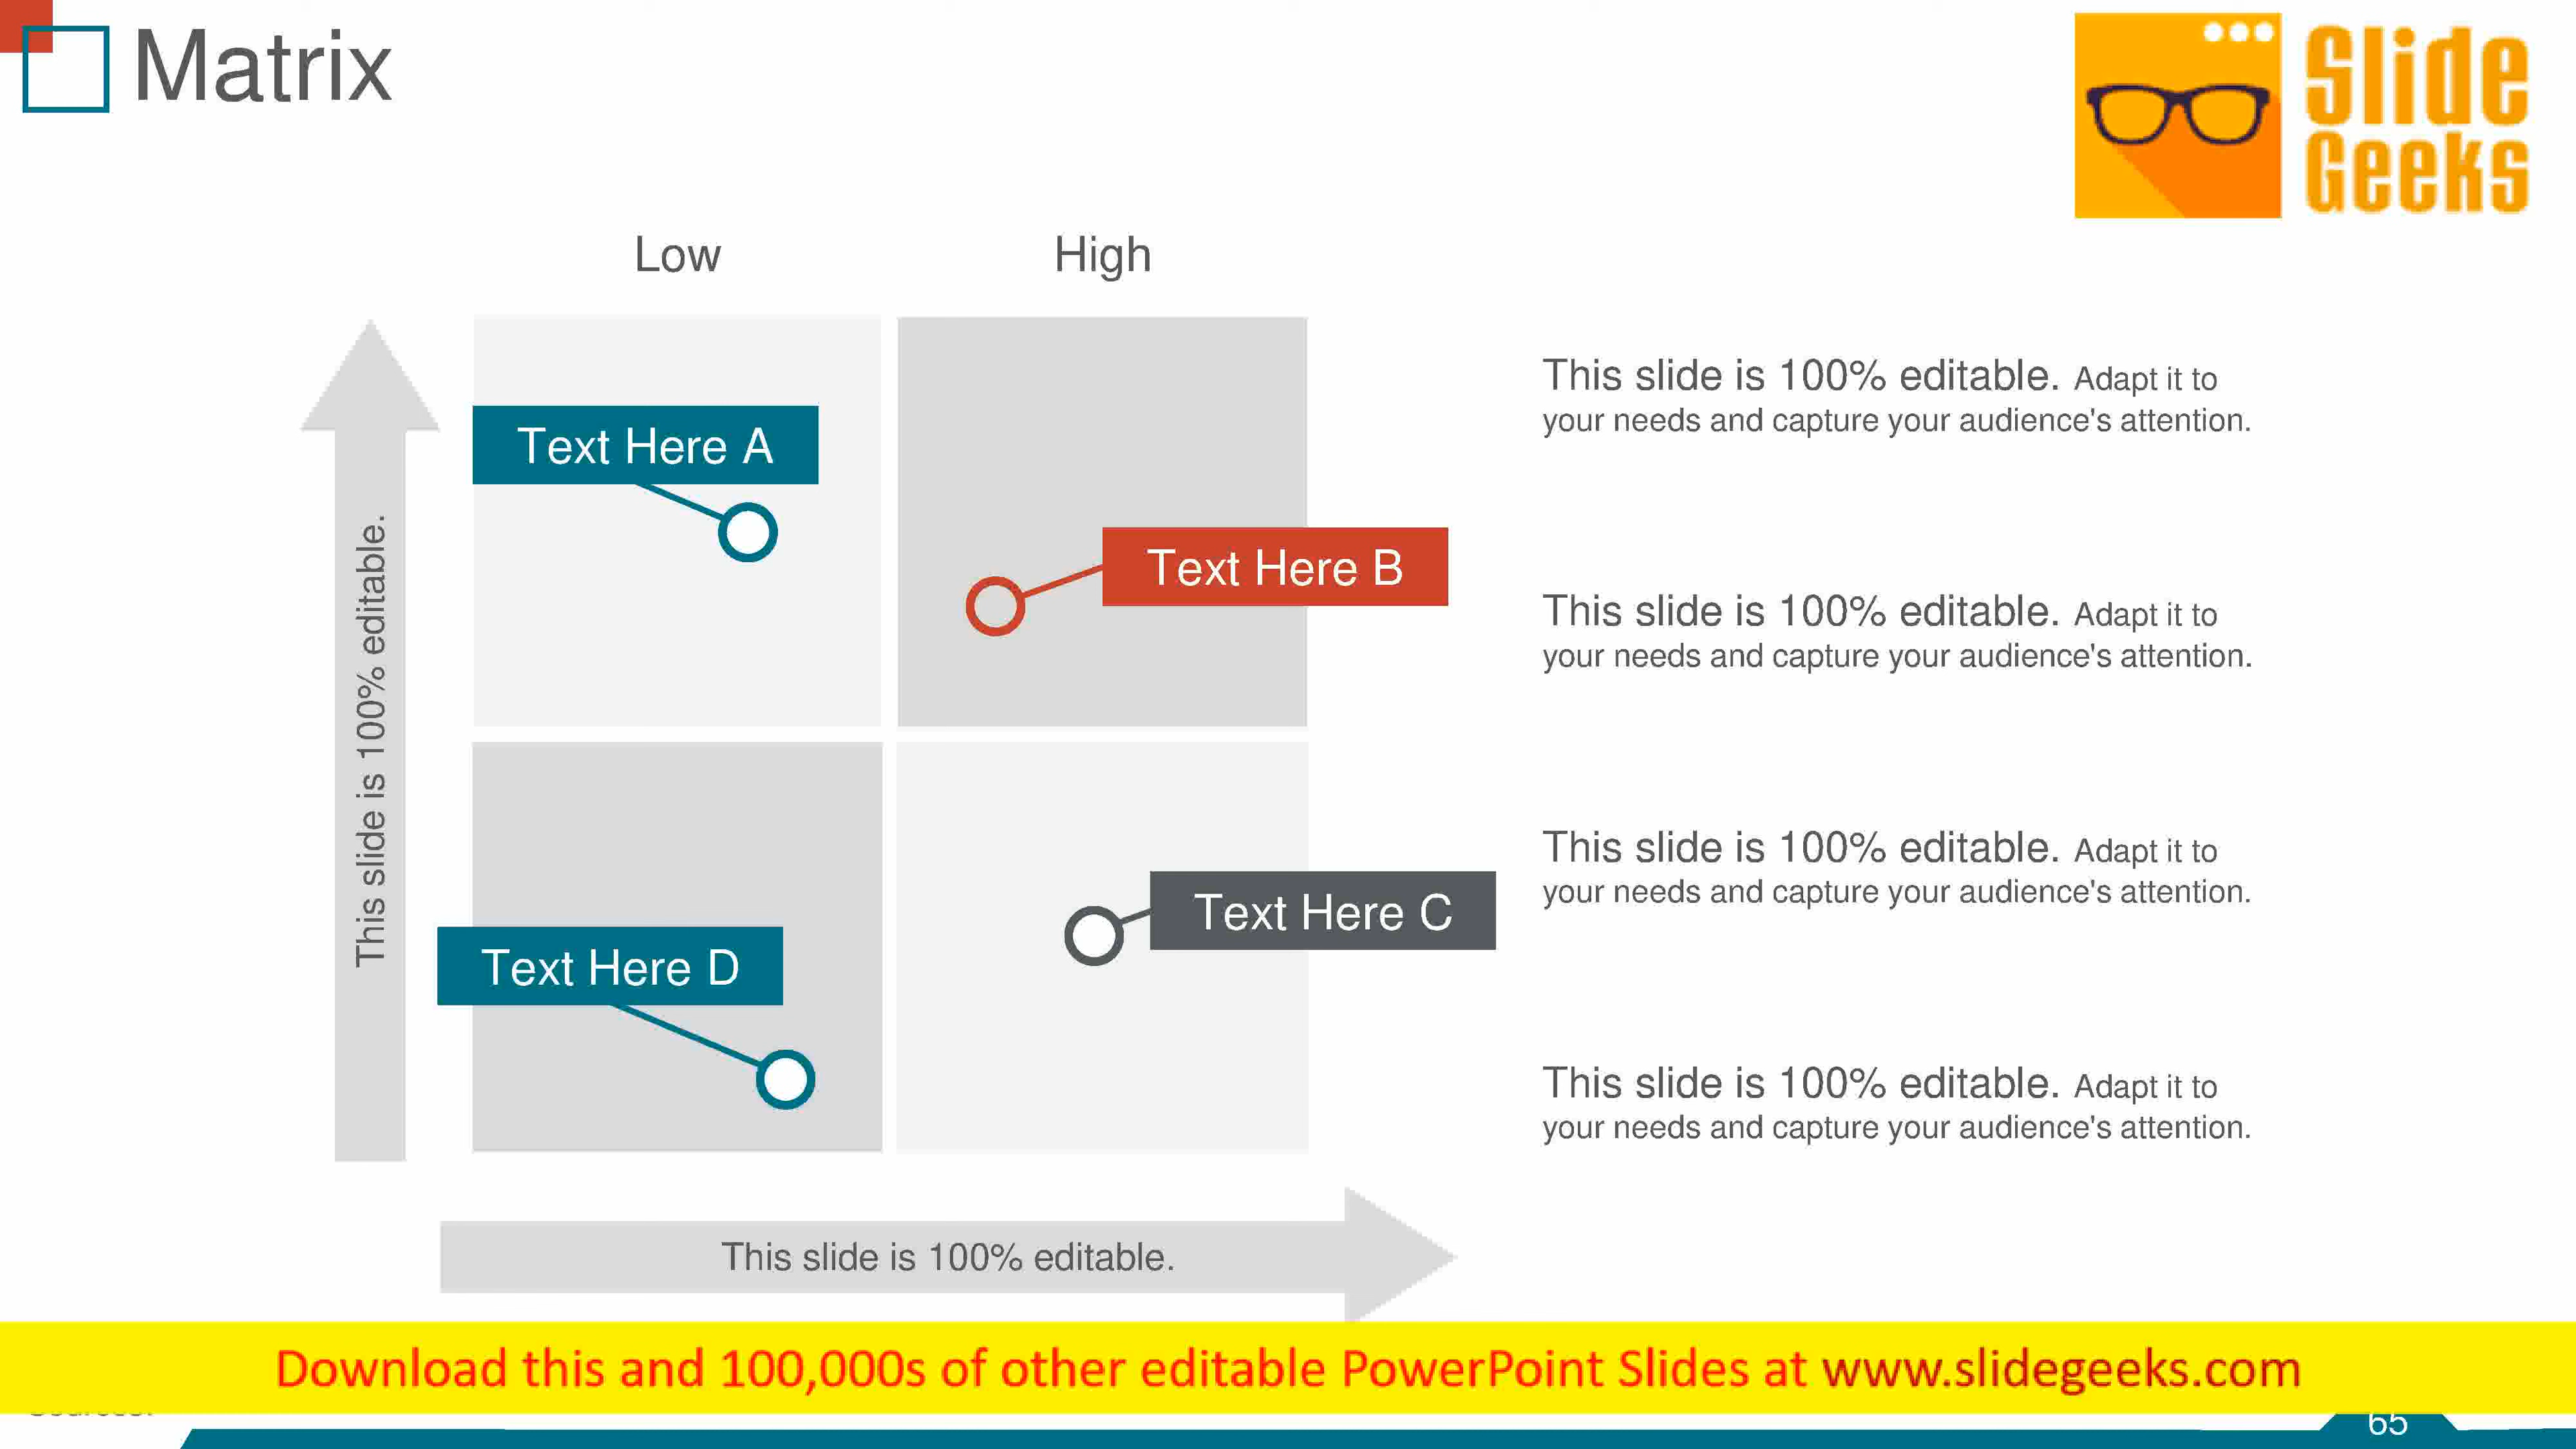 Matrix
Slide
Geeks
Low
High
Text Here A
Text Here B
Text Here C
Text Here D
This slide is 100% editable.
This slide is 100% editable.
This slide is 100% editable. Adapt it to
your needs and capture your audience's attention.
This slide is 100% editable. Adapt it to
your needs and capture your audience's attention.
This slide is 100% editable. Adapt it to
your needs and capture your audience's attention.
This slide is 100% editable. Adapt it to
your needs and capture your audience's attention.
Download this and 100,000s of other editable PowerPoint Slides at www.slidegeeks.com
65